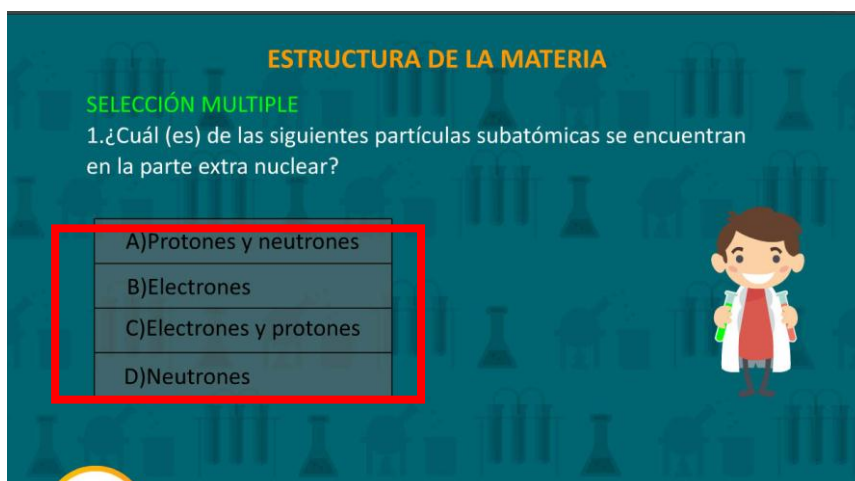 ESTRUCTURA DE LA MATERIA
SELECCIÓN MULTIPLE
1.¿Cuál (es) de las siguientes partículas subatómicas se encuentran
en la parte extra nuclear?
A)Protones y neutrones
B)Electrones
C)Electrones y protones
D)Neutrones